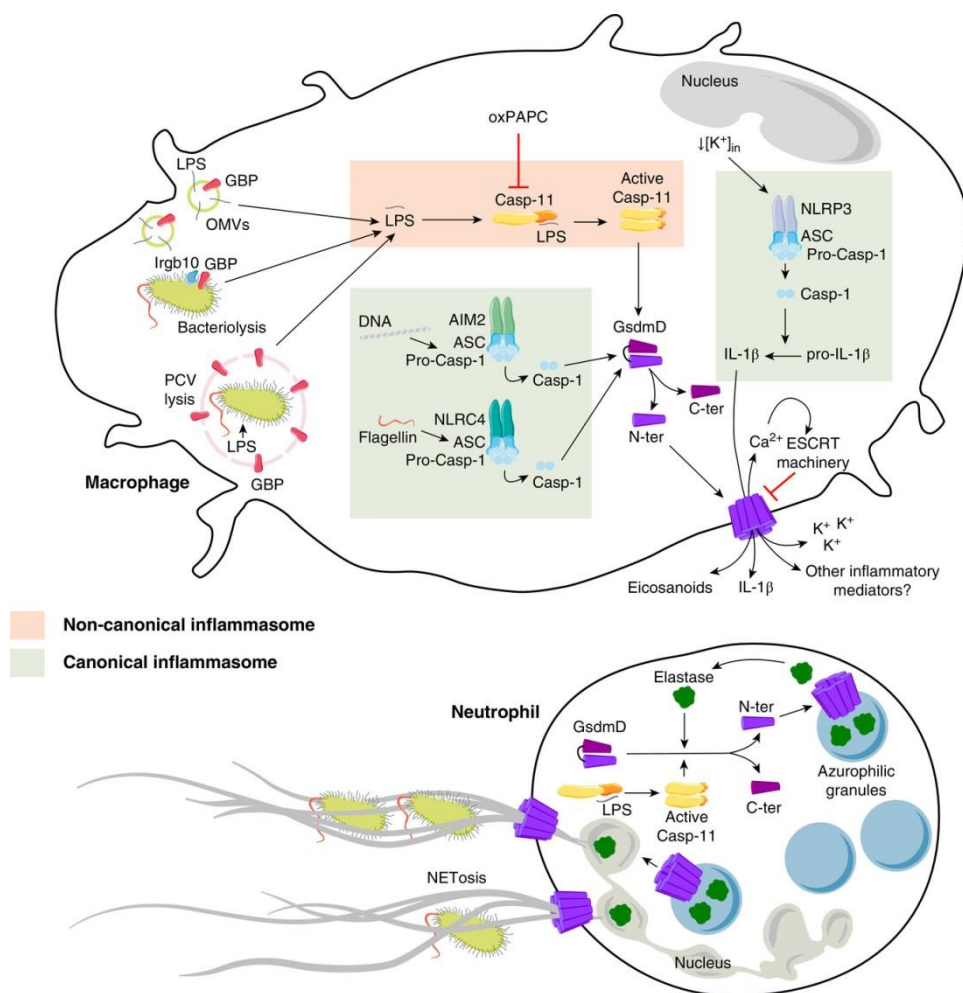 Nucleus
oxPAPC
↓[K⁺]in
LPS
GBP
OMVs
Casp-11
LPS
LPS
Active
Casp-11
NLRP3
ASC
Pro-Casp-1
Casp-1
IL-1β
pro-IL-1β
Irgb10
GBP
Bacteriolysis
PCV
lysis
LPS
GBP
Macrophage
DNA
AIM2
ASC
Pro-Casp-1
Casp-1
Flagellin
NLRC4
ASC
Pro-Casp-1
Casp-1
GsdmD
C-ter
N-ter
Ca²⁺
ESCRT
machinery
K⁺ K⁺
K⁺
Eicosanoids
IL-1β
Other inflammatory
mediators?
Non-canonical inflammasome
Canonical inflammasome
Neutrophil
Elastase
GsdmD
N-ter
C-ter
LPS
Active
Casp-11
Azurophilic
granules
NETosis
Nucleus